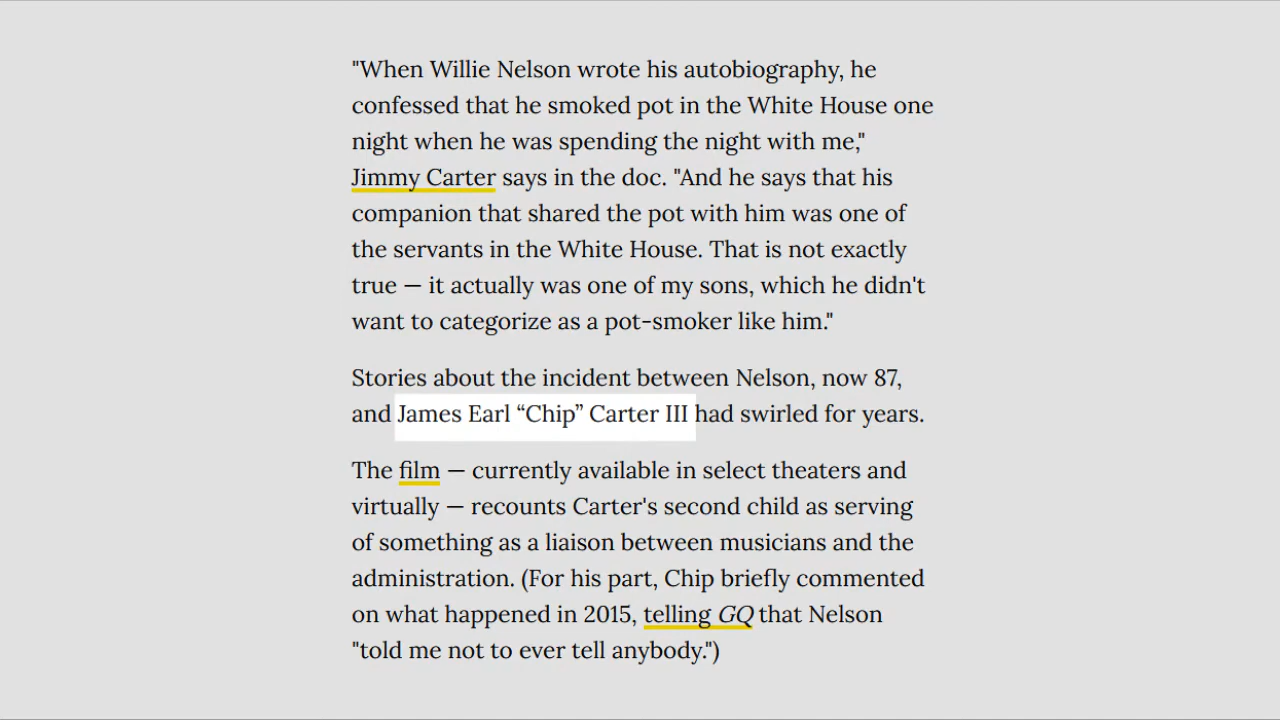 "When Willie Nelson wrote his autobiography, he
confessed that he smoked pot in the White House one
night when he was spending the night with me,"
Jimmy Carter says in the doc. "And he says that his
companion that shared the pot with him was one of
the servants in the White House. That is not exactly
true — it actually was one of my sons, which he didn't
want to categorize as a pot-smoker like him."
Stories about the incident between Nelson, now 87,
and James Earl “Chip” Carter III had swirled for years.
The film — currently available in select theaters and
virtually — recounts Carter's second child as serving
of something as a liaison between musicians and the
administration. (For his part, Chip briefly commented
on what happened in 2015, telling GQ that Nelson
"told me not to ever tell anybody.")